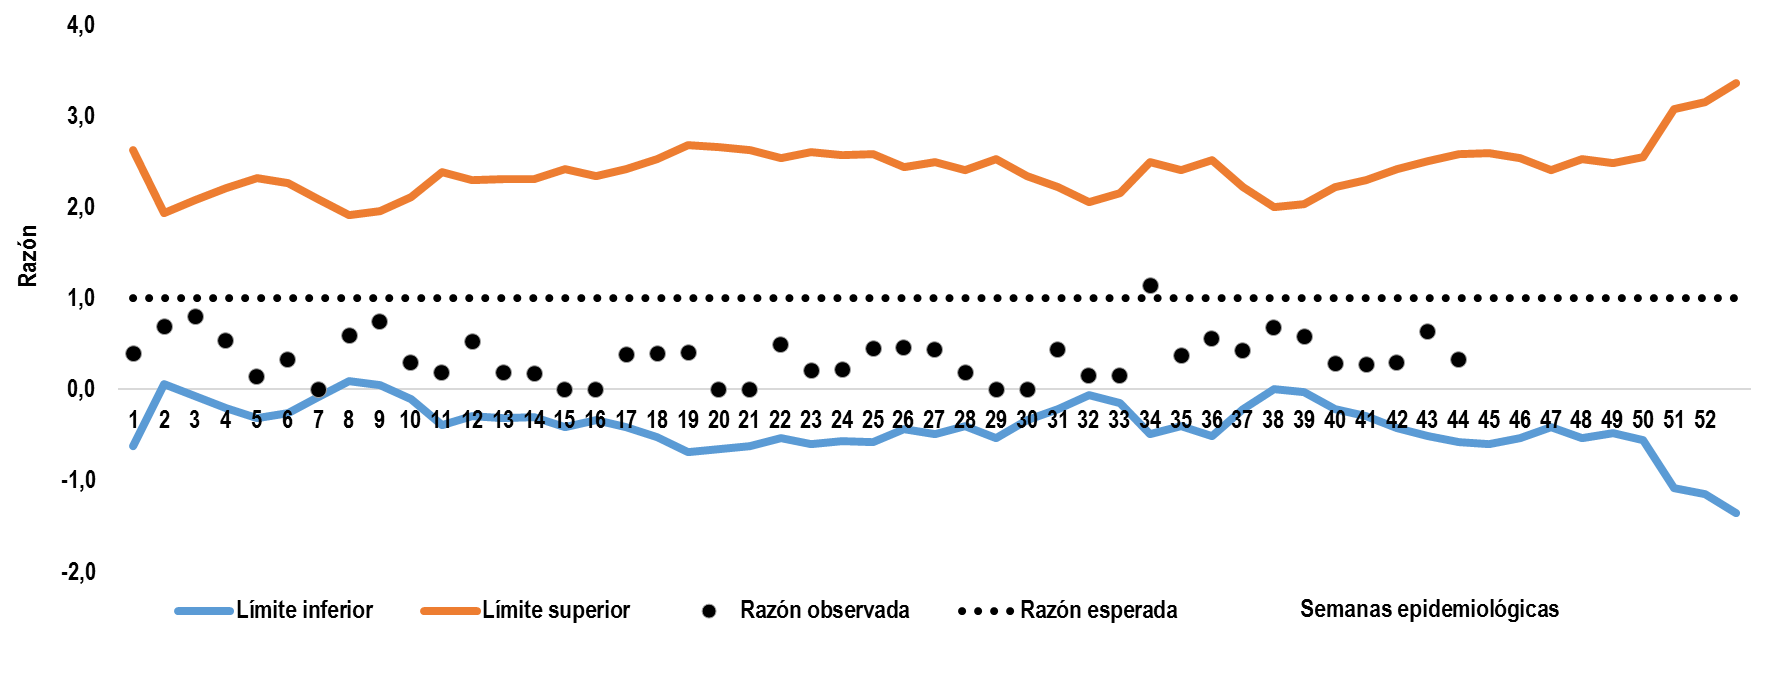 4,0
3,0
2,0
1,0
0,0
-1,0
-2,0
Razón
1 2 3 4 5 6 7 8 9 10 11 12 13 14 15 16 17 18 19 20 21 22 23 24 25 26 27 28 29 30 31 32 33 34 35 36 37 38 39 40 41 42 43 44 45 46 47 48 49 50 51 52
Límite inferior Límite superior Razón observada Razón esperada Semanas epidemiológicas